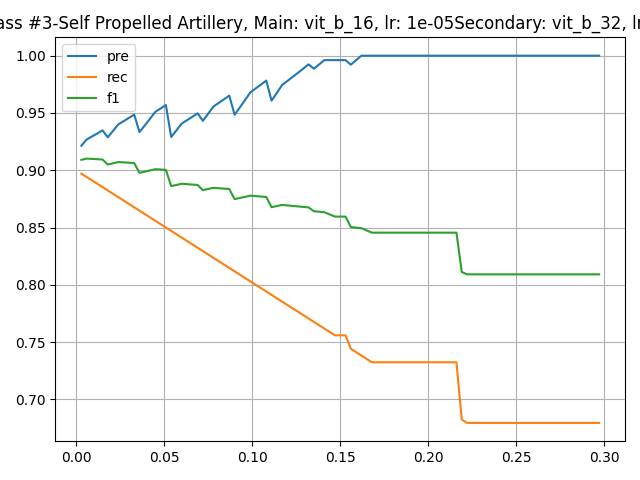 ass #3-Self Propelled Artillery, Main: vit_b_16, lr: 1e-05Secondary: vit_b_32, lr
pre
rec
f1
1.00
0.95
0.90
0.85
0.80
0.75
0.70
0.00 0.05 0.10 0.15 0.20 0.25 0.30